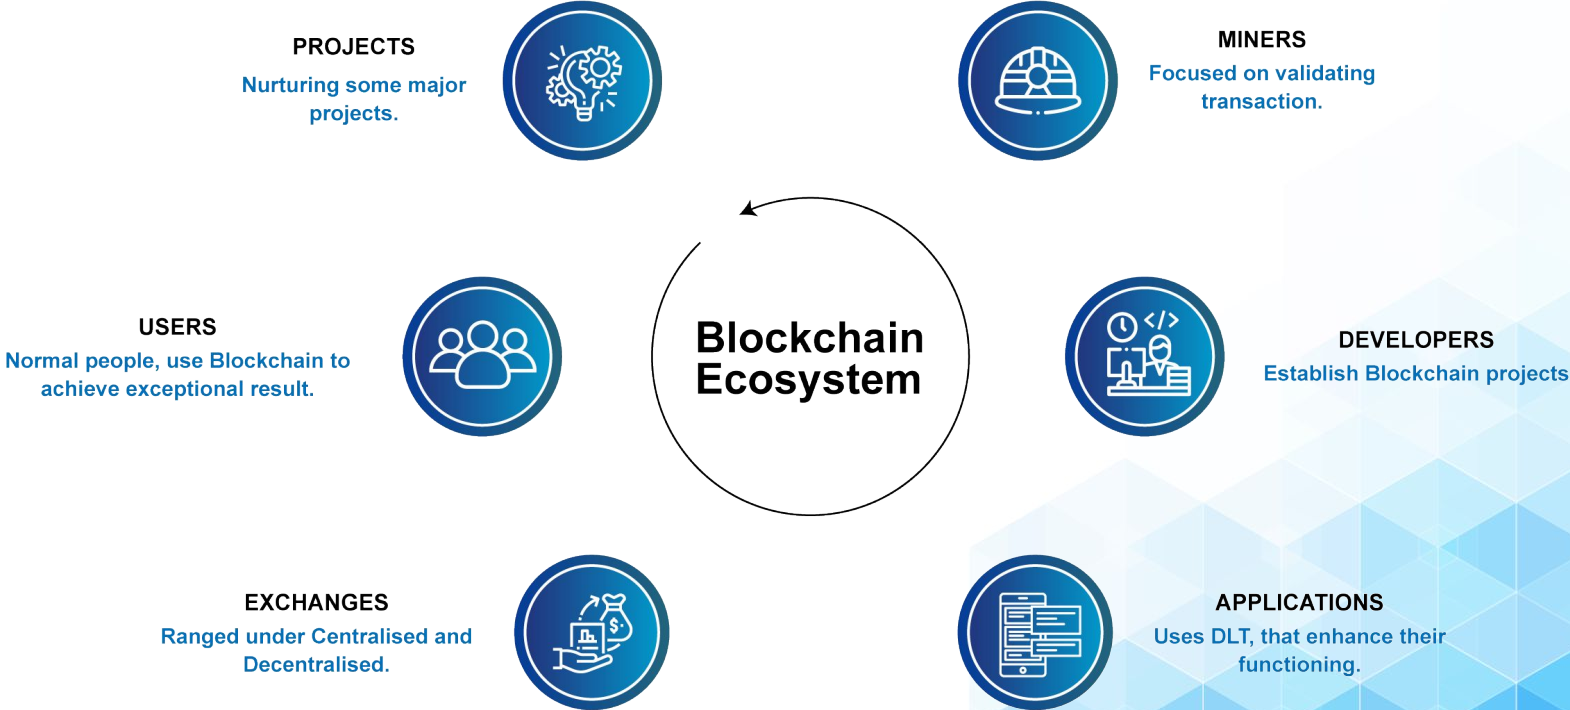 PROJECTS
Nurturing some major
projects.
MINERS
Focused on validating
transaction.
USERS
Normal people, use Blockchain to
achieve exceptional result.
Blockchain
Ecosystem
</>
DEVELOPERS
Establish Blockchain projects
EXCHANGES
Ranged under Centralised and
Decentralised.
$
APPLICATIONS
Uses DLT, that enhance their
functioning.